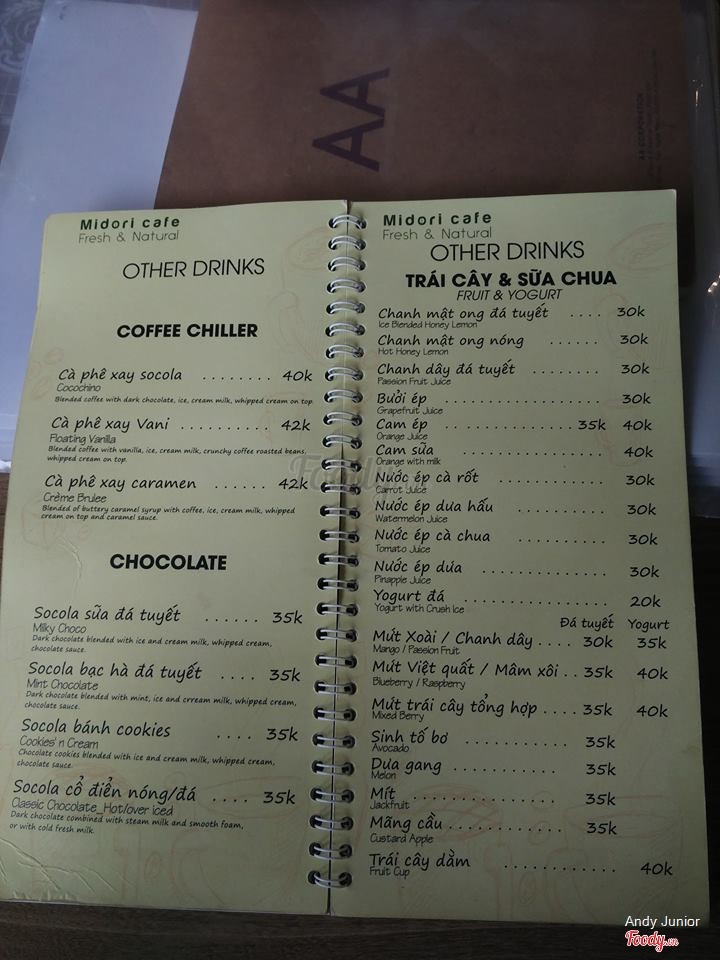 AA
AA CORPORATION
Midori cafe
Fresh & Natural
OTHER DRINKS
COFFEE CHILLER
Cà phê xay socola ........ 40k
Cocochino
Blended coffee with dark chocolate, ice, cream milk, whipped cream on top.
Cà phê xay Vani .......... 42k
Floating Vanilla
Blended coffee with vanilla, ice, cream milk, crunchy coffee roasted beans,
whipped cream on top.
Cà phê xay caramen ...... 42k
Crème Brulee
Blended of buttery caramel syrup with coffee, ice, cream milk, whipped
cream on top and caramel sauce.
CHOCOLATE
Socola sữa đá tuyết ...... 35k
Milky Choco
Dark chocolate blended with ice and cream milk, whipped cream,
chocolate sauce.
Socola bạc hà đá tuyết .... 35k
Mint Chocolate
Dark chocolate blended with mint, ice and crream milk, whipped cream,
chocolate sauce.
Socola bánh cookies .... 35k
Cookies' n Cream
Chocolate cookies blended with ice and cream milk, whipped cream,
chocolate sauce.
Socola cổ điển nóng/đá .... 35k
Classic Chocolate_Hot/over Iced
Dark chocolate combined with steam milk and smooth foam,
or with cold fresh milk.
Midori cafe
Fresh & Natural
OTHER DRINKS
TRÁI CÂY & SỮA CHUA
FRUIT & YOGURT
Chanh mật ong đá tuyết .... 30k
Ice Blended Honey Lemon
Chanh mật ong nóng ...... 30k
Hot Honey Lemon
Chanh dây đá tuyết ........ 30k
Passion Fruit Juice
Bưởi ép .................. 30k
Grapefruit Juice
Cam ép ................ 35k 40k
Orange Juice
Cam sữa ................ 40k
Orange with milk
Nước ép cà rốt ............ 30k
Carrot Juice
Nước ép dưa hấu .......... 30k
Watermelon Juice
Nước ép cà chua .......... 30k
Tomato Juice
Nước ép dứa .............. 30k
Pinapple Juice
Yogurt đá ................ 20k
Yogurt with Crush Ice
Đá tuyết Yogurt
Mứt Xoài / Chanh dây .... 30k 35k
Mango / Passion Fruit
Mứt Việt quất / Mâm xôi .. 35k 40k
Blueberry / Raspberry
Mứt trái cây tổng hợp .... 35k 40k
Mixed Berry
Sinh tố bơ .......... 35k
Avocado
Dưa gang ............ 35k
Melon
Mít ................ 35k
Jackfruit
Mãng cầu ............ 35k
Custard Apple
Trái cây dằm ............ 40k
Fruit Cup
Foody
Andy Junior
Foody.vn